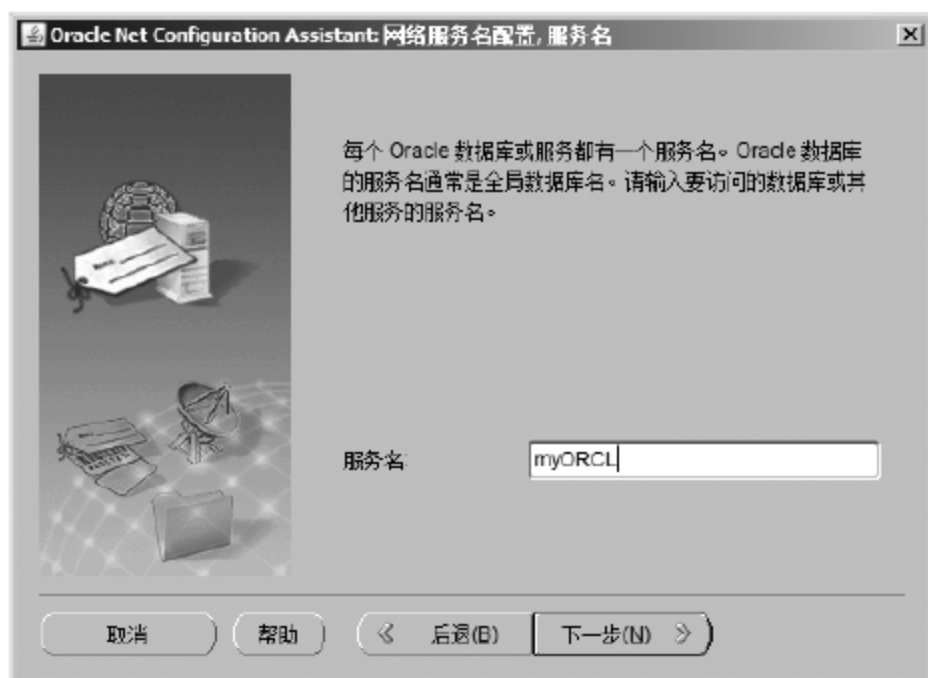 Oracle Net Configuration Assistant: 网络服务名配置, 服务名
每个 Oracle 数据库或服务都有一个服务名。Oracle 数据库
的服务名通常是全局数据库名。请输入要访问的数据库或其
他服务的服务名。
服务名:
myORCL
取消
帮助
后退(B)
下一步(N)